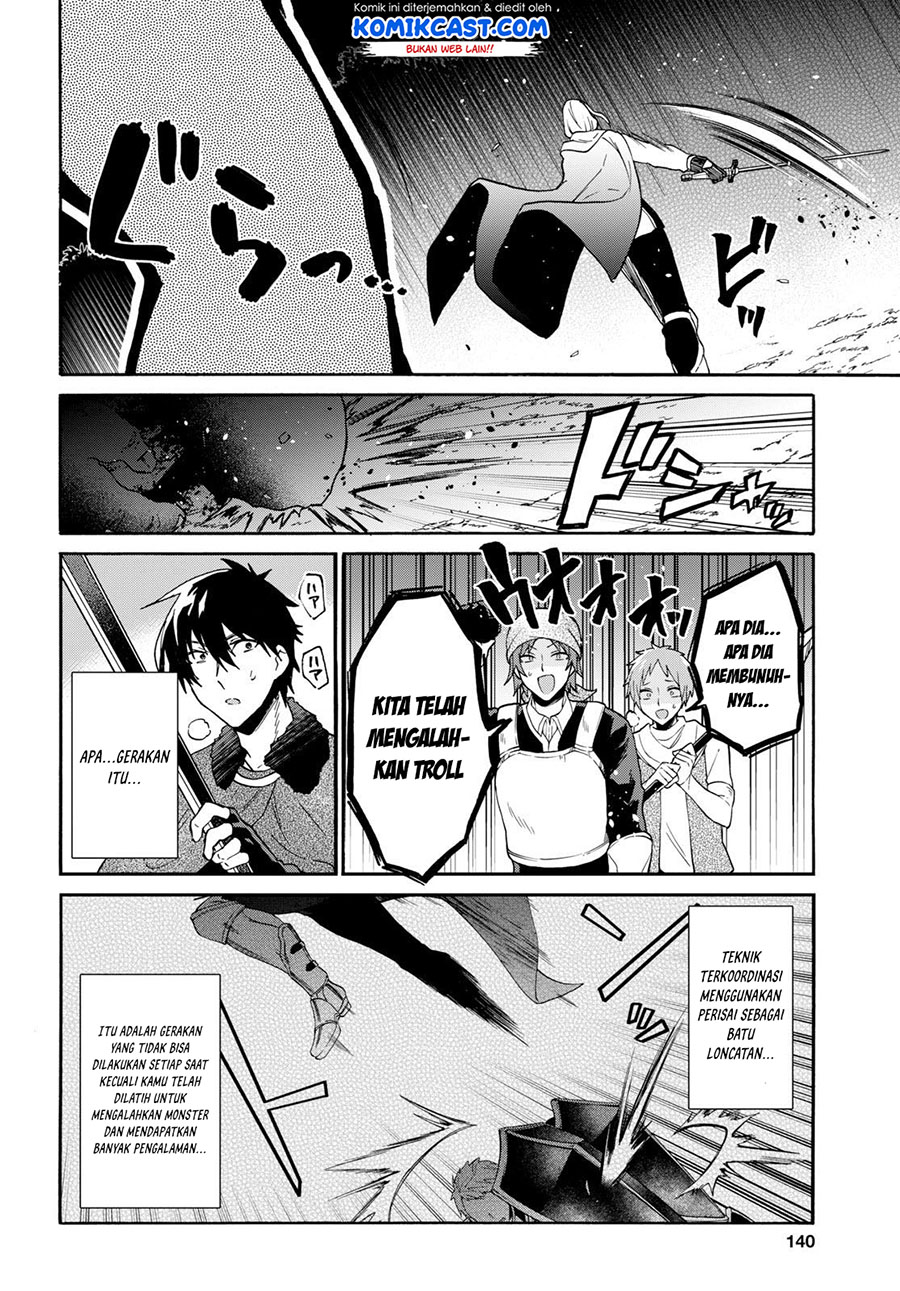 Komik ini diterjemahkan & diedit oleh
KOMIKCAST.COM
BUKAN WEB LAIN!!
ビッ
ぐらっ…
ドシャッ
APA DIA...
APA DIA
MEMBUNUH-
NYA...
ウオオオオ
KITA TELAH
MENGALAH-
KAN TROLL
ハァ
ハァ
APA...GERAKAN
ITU...
TEKNIK
TERKOORDINASI
MENGGUNAKAN
PERISAI SEBAGAI
BATU
LONCATAN...
ITU ADALAH GERAKAN
YANG TIDAK BISA
DILAKUKAN SETIAP SAAT
KECUALI KAMU TELAH
DILATIH UNTUK
MENGALAHKAN MONSTER
DAN MENDAPATKAN
BANYAK PENGALAMAN...
140